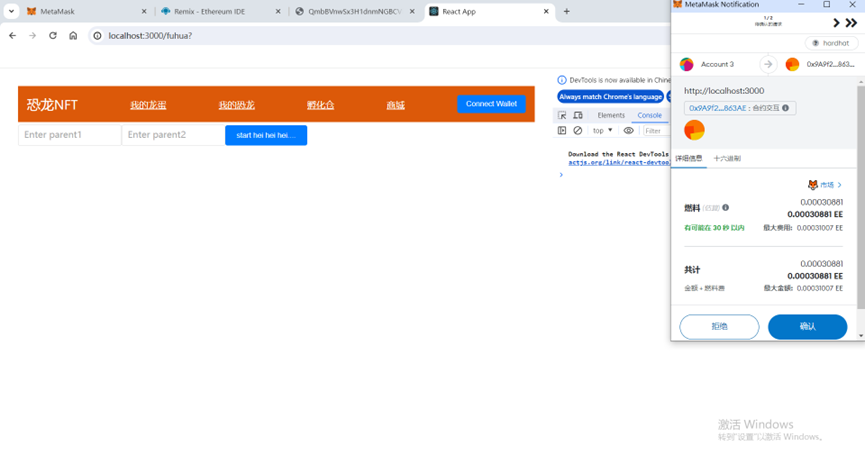 MetaMask
Remix - Ethereum IDE
QmbBVnwSx3H1dnmNGBCV
React App
localhost:3000/fuhua?
恐龙NFT
我的龙蛋
我的恐龙
孵化仓
商城
Connect Wallet
Enter parent1
Enter parent2
start hei hei hei....
DevTools is now available in Chine
Always match Chrome's language
Elements
Console
top
Filter
Download the React DevTools
actjs.org/link/react-devtool
MetaMask Notification
1/3
hardhat
Account 3
0x9A9f2...863...
http://localhost:3000
0x9A9f2...863AE : 合约交互
详细信息
十六进制
市场
燃料
0.00030881
0.00030881 EE
有可能在 30 秒以内
最大费用: 0.00031007 EE
共计
0.00030881
0.00030881 EE
金额 + 燃料费
最大金额: 0.00031007 EE
拒绝
确认
激活 Windows
转到"设置"以激活 Windows。